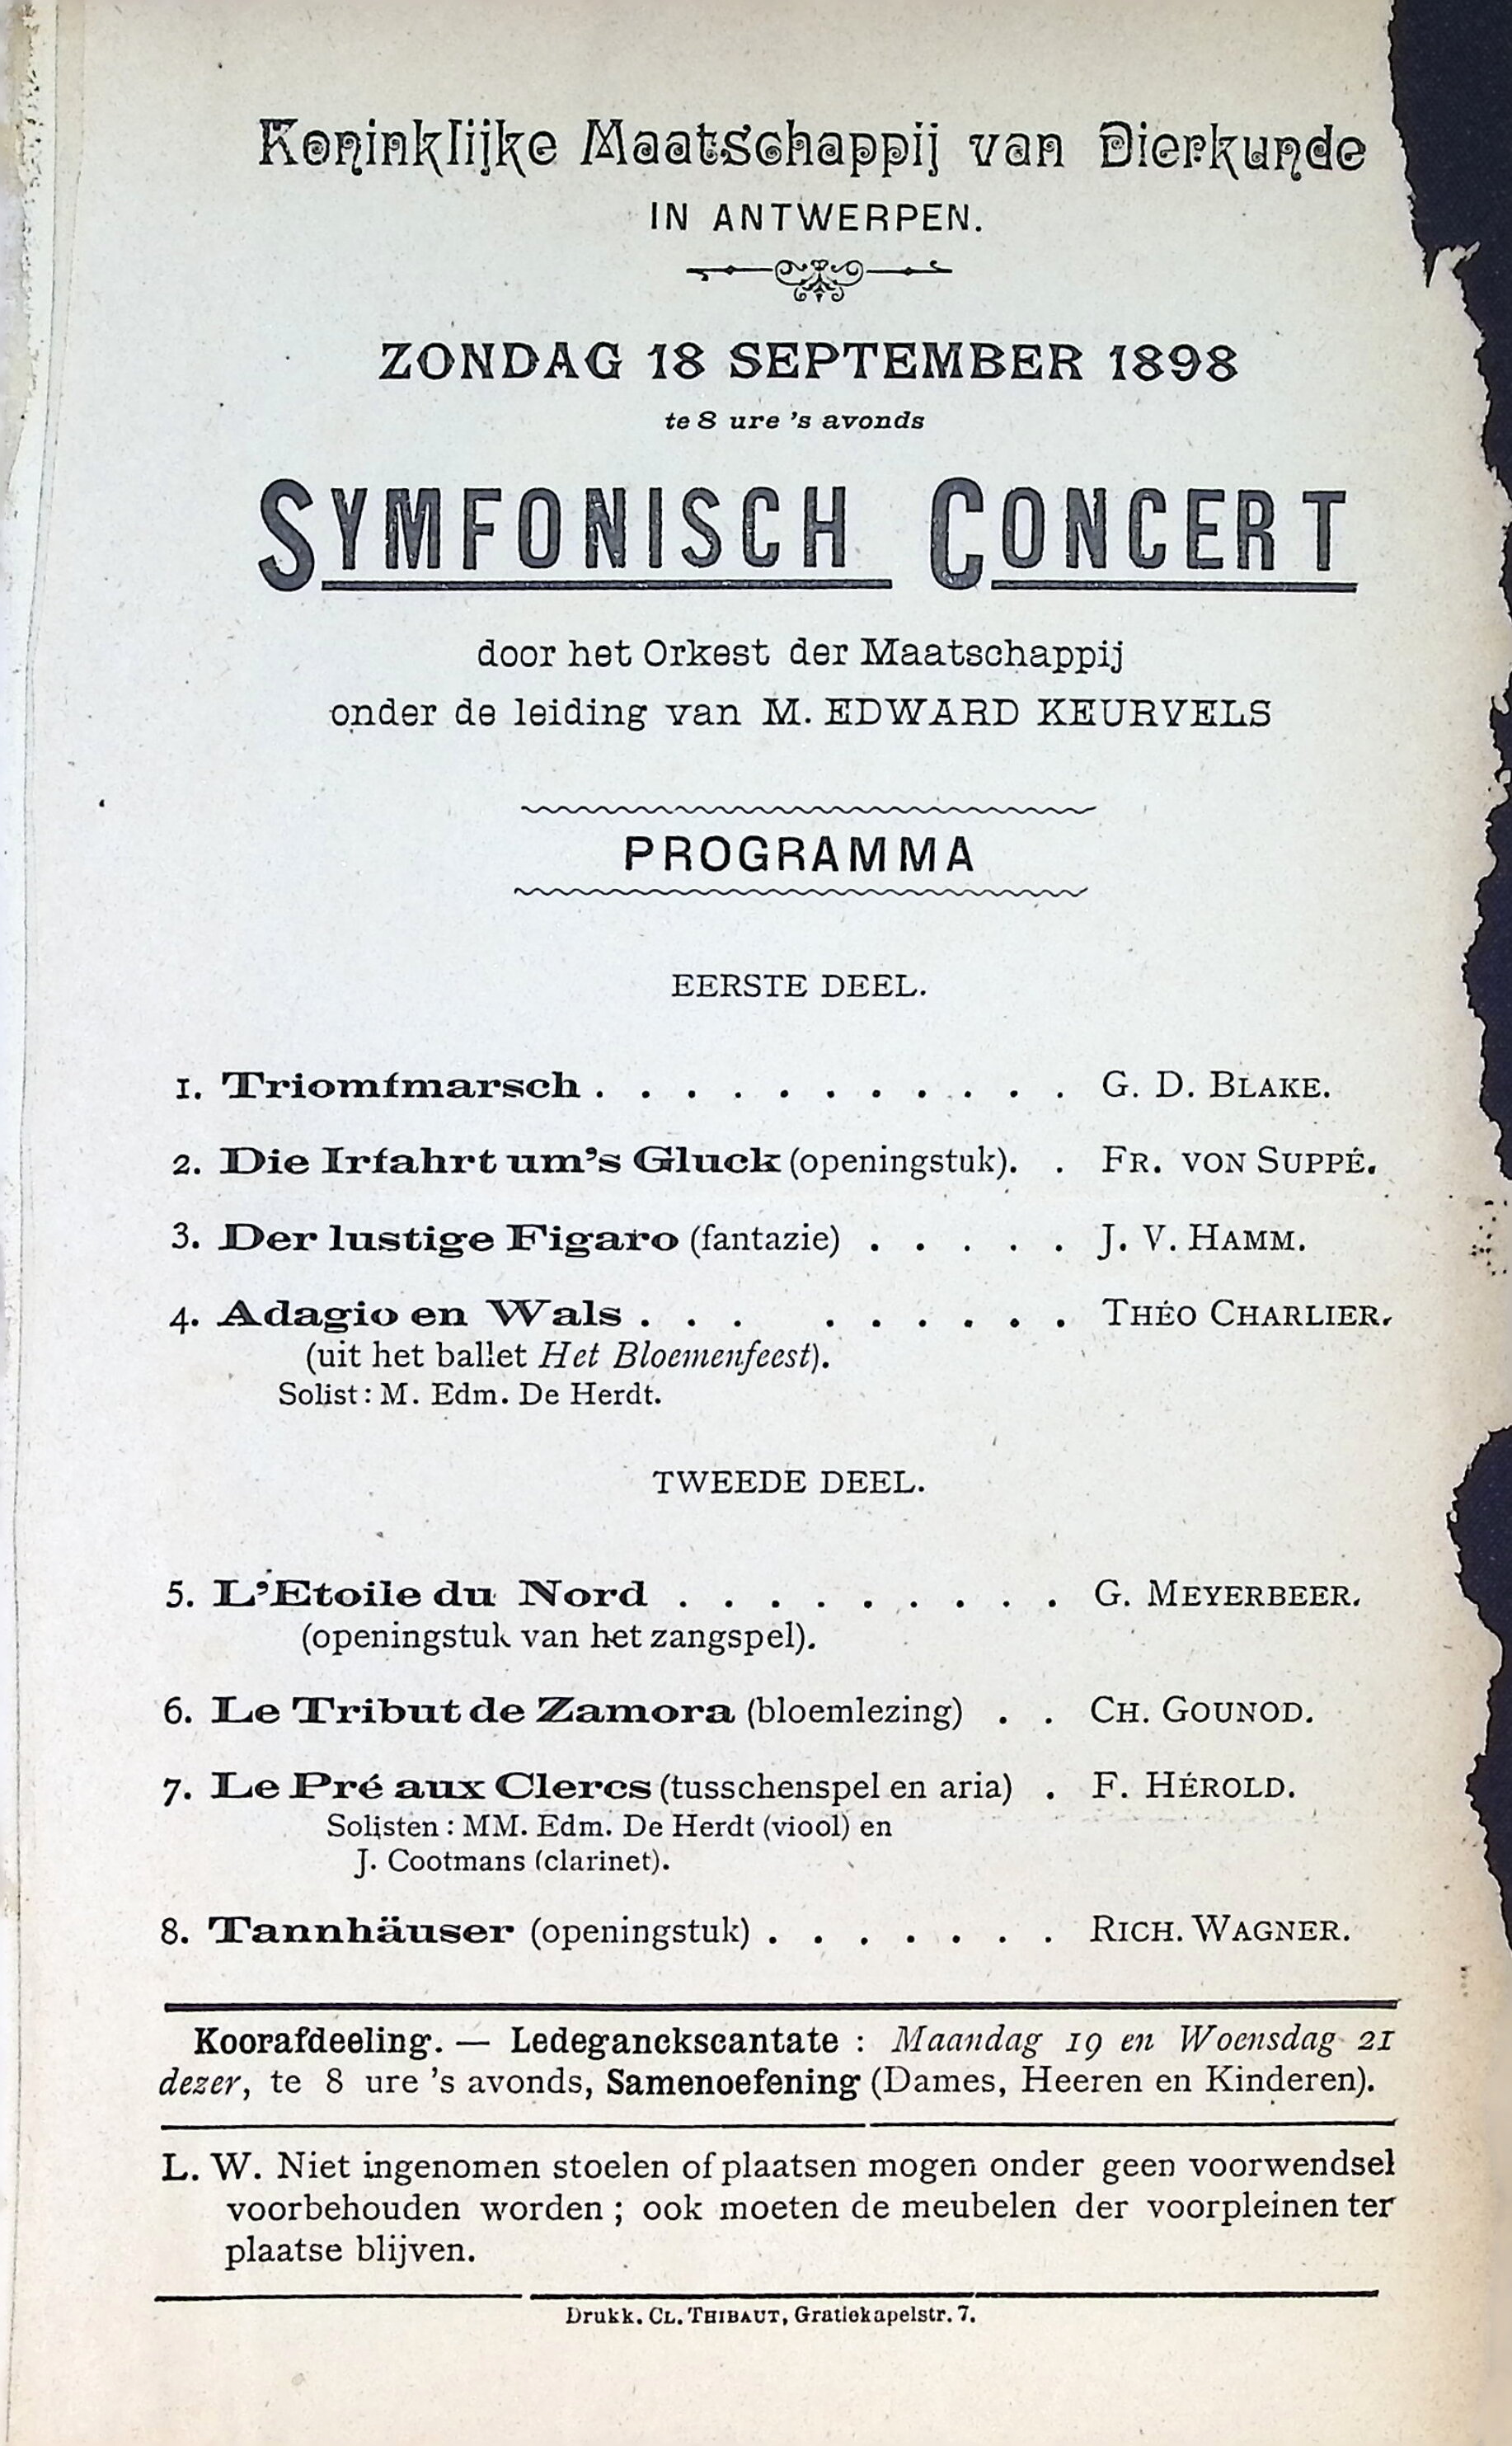 Koninklijke Maatschappij van Dierkunde
IN ANTWERPEN.
ZONDAG 18 SEPTEMBER 1898
te 8 ure 's avonds
SYMFONISCH CONCERT
door het Orkest der Maatschappij
onder de leiding van M. EDWARD KEURVELS
PROGRAMMA
EERSTE DEEL.
1. Triomfmarsch . . . . . . . . . . . G. D. BLAKE.
2. Die Irfahrt um's Gluck (openingstuk). . FR. VON SUPPÉ.
3. Der lustige Figaro (fantazie) . . . . . J. V. HAMM.
4. Adagio en Wals . . . . . . . . . THÉO CHARLIER.
(uit het ballet Het Bloemenfeest).
Solist : M. Edm. De Herdt.
TWEEDE DEEL.
5. L'Etoile du Nord . . . . . . . . . G. MEYERBEER.
(openingstuk van het zangspel).
6. Le Tribut de Zamora (bloemlezing) . . CH. GOUNOD.
7. Le Pré aux Clercs (tusschenspel en aria) . F. HÉROLD.
Solisten : MM. Edm. De Herdt (viool) en
J. Cootmans (clarinet).
8. Tannhäuser (openingstuk) . . . . . . . RICH. WAGNER.
Koorafdeeling. — Ledeganckscantate : Maandag 19 en Woensdag 21
dezer, te 8 ure 's avonds, Samenoefening (Dames, Heeren en Kinderen).
L. W. Niet ingenomen stoelen of plaatsen mogen onder geen voorwendsel
voorbehouden worden ; ook moeten de meubelen der voorpleinen ter
plaatse blijven.
Drukk. CL. THIBAUT, Gratiekapelstr. 7.